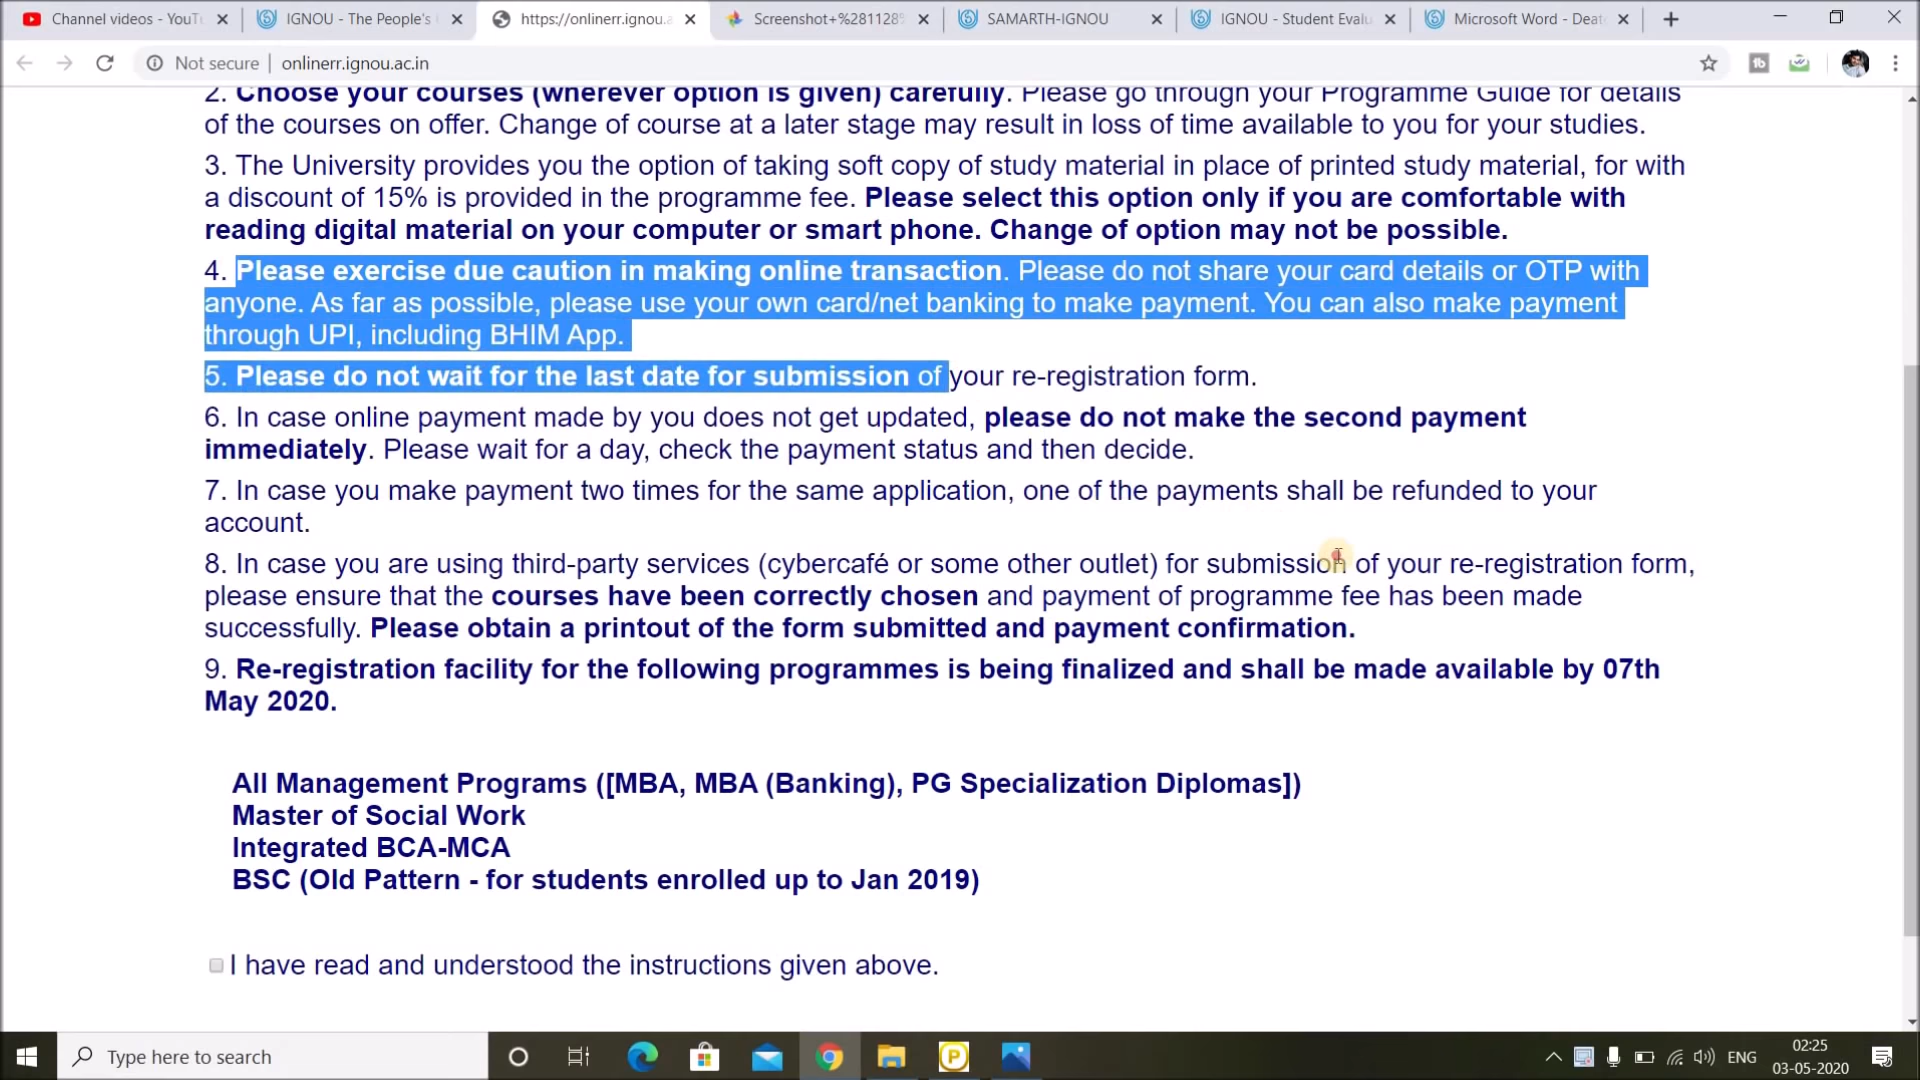 Channel videos - YouTu
IGNOU - The People's
https://onlinerr.ignou.a
Screenshot+%281128%
SAMARTH-IGNOU
IGNOU - Student Evalu
Microsoft Word - Deat
Not secure
onlinerr.ignou.ac.in
2. Choose your courses (wherever option is given) carefully. Please go through your Programme Guide for details
of the courses on offer. Change of course at a later stage may result in loss of time available to you for your studies.
3. The University provides you the option of taking soft copy of study material in place of printed study material, for with
a discount of 15% is provided in the programme fee. Please select this option only if you are comfortable with
reading digital material on your computer or smart phone. Change of option may not be possible.
4. Please exercise due caution in making online transaction. Please do not share your card details or OTP with
anyone. As far as possible, please use your own card/net banking to make payment. You can also make payment
through UPI, including BHIM App.
5. Please do not wait for the last date for submission of your re-registration form.
6. In case online payment made by you does not get updated, please do not make the second payment
immediately. Please wait for a day, check the payment status and then decide.
7. In case you make payment two times for the same application, one of the payments shall be refunded to your
account.
8. In case you are using third-party services (cybercafé or some other outlet) for submission of your re-registration form,
please ensure that the courses have been correctly chosen and payment of programme fee has been made
successfully. Please obtain a printout of the form submitted and payment confirmation.
9. Re-registration facility for the following programmes is being finalized and shall be made available by 07th
May 2020.
All Management Programs ([MBA, MBA (Banking), PG Specialization Diplomas])
Master of Social Work
Integrated BCA-MCA
BSC (Old Pattern - for students enrolled up to Jan 2019)
I have read and understood the instructions given above.
Type here to search
ENG
02:25
03-05-2020